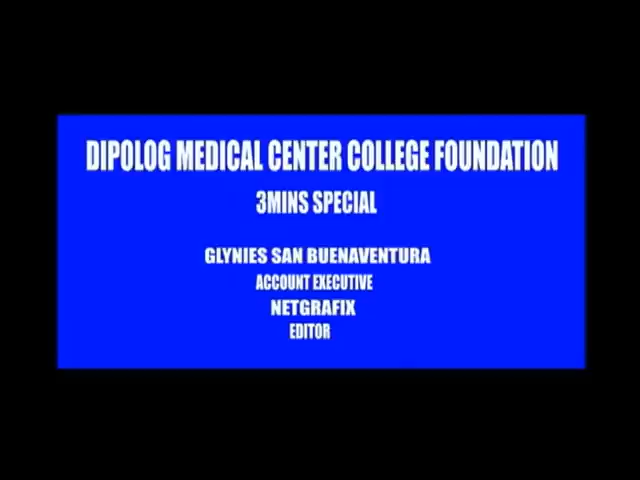 DIPOLOG MEDICAL CENTER COLLEGE FOUNDATION
3MINS SPECIAL
GLYNIES SAN BUENAVENTURA
ACCOUNT EXECUTIVE
NETGRAFIX
EDITOR